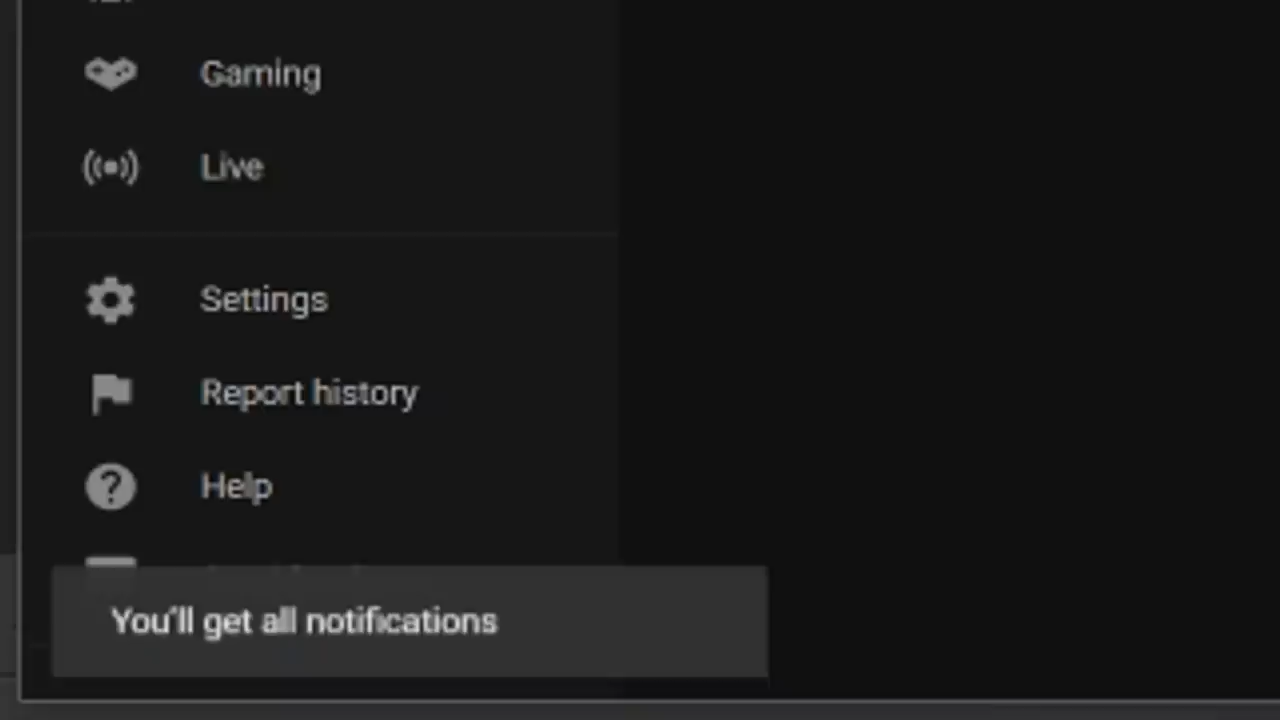 Gaming
Live
Settings
Report history
Help
You'll get all notifications